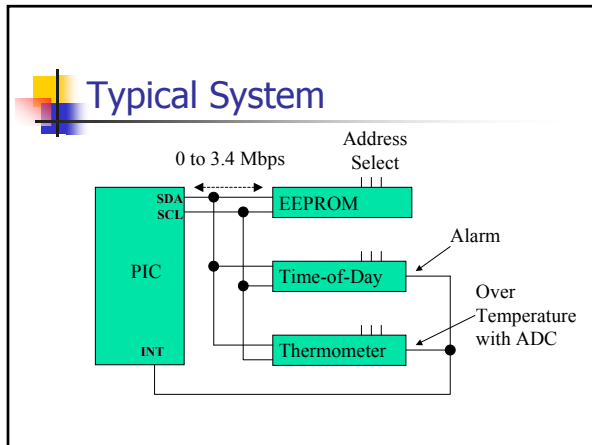 Typical System
0 to 3.4 Mbps
Address
Select
SDA
SCL
EEPROM
PIC
Time-of-Day
Alarm
Over
Temperature
with ADC
Thermometer
INT